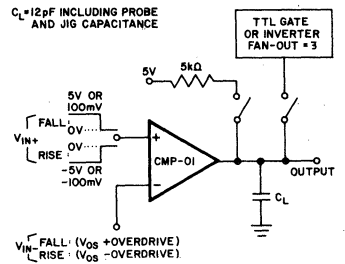 CL=12pF INCLUDING PROBE
AND JIG CAPACITANCE
TTL GATE
OR INVERTER
FAN-OUT = 3
5V
5kΩ
5V OR
100mV
FALL:
0V
VIN+
0V
RISE:
-5V OR
-100mV
+
CMP-01
−
OUTPUT
CL
VIN-
FALL: (VOS +OVERDRIVE)
RISE: (VOS -OVERDRIVE)